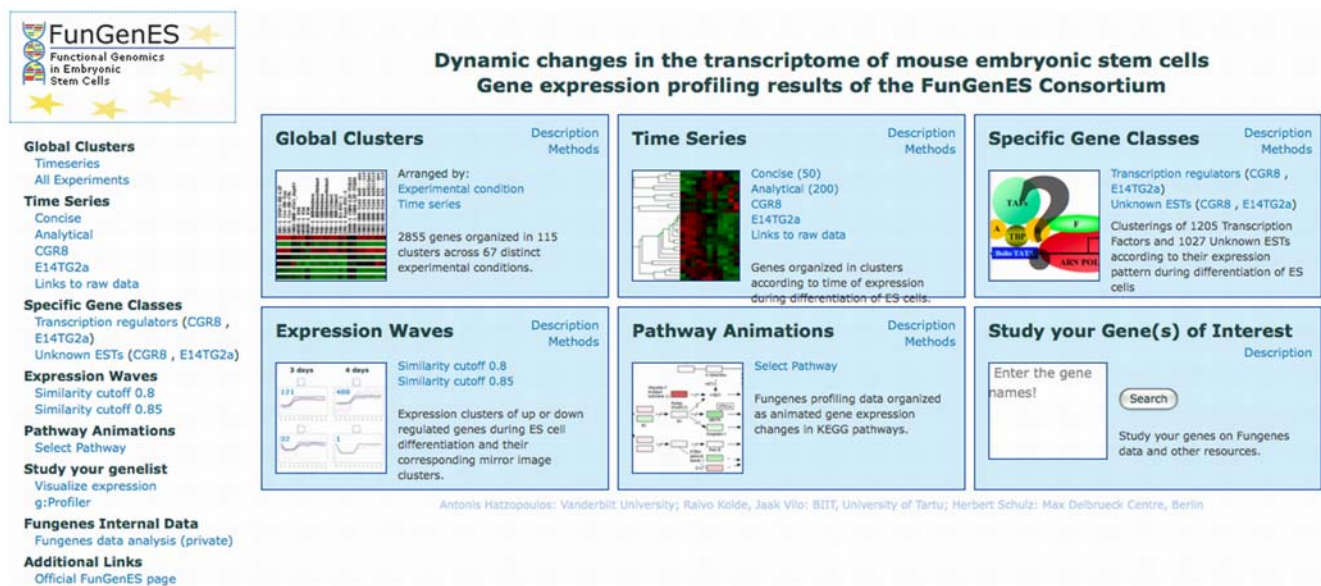 FunGenES
Functional Genomics
in Embryonic
Stem Cells
Dynamic changes in the transcriptome of mouse embryonic stem cells
Gene expression profiling results of the FunGenES Consortium
Global Clusters
Timeseries
All Experiments
Time Series
Concise
Analytical
CGR8
E14TG2a
Links to raw data
Specific Gene Classes
Transcription regulators (CGR8 ,
E14TG2a)
Unknown ESTs (CGR8 , E14TG2a)
Expression Waves
Similarity cutoff 0.8
Similarity cutoff 0.85
Pathway Animations
Select Pathway
Study your genelist
Visualize expression
g:Profiler
Fungenes Internal Data
Fungenes data analysis (private)
Additional Links
Official FunGenES page
Global Clusters
Description
Methods
Arranged by:
Experimental condition
Time series
2855 genes organized in 115
clusters across 67 distinct
experimental conditions.
Time Series
Description
Methods
Concise (50)
Analytical (200)
CGR8
E14TG2a
Links to raw data
Genes organized in clusters
according to time of expression
during differentiation of ES cells.
Specific Gene Classes
Description
Methods
TAFs
A
TBP
F
Boîte TATA
ARN POL
Transcription regulators (CGR8 ,
E14TG2a)
Unknown ESTs (CGR8 , E14TG2a)
Clusterings of 1205 Transcription
Factors and 1027 Unknown ESTs
according to their expression
pattern during differentiation of ES
cells
Expression Waves
Description
Methods
3 days 4 days
121 408
32 1
Similarity cutoff 0.8
Similarity cutoff 0.85
Expression clusters of up or down
regulated genes during ES cell
differentiation and their
corresponding mirror image
clusters.
Pathway Animations
Description
Methods
Select Pathway
Fungenes profiling data organized
as animated gene expression
changes in KEGG pathways.
Study your Gene(s) of Interest
Description
Enter the gene
names!
Search
Study your genes on Fungenes
data and other resources.
Antonis Hatzopoulos: Vanderbilt University; Raivo Kolde, Jaak Vilo: BIIT, University of Tartu; Herbert Schulz: Max Delbrueck Centre, Berlin